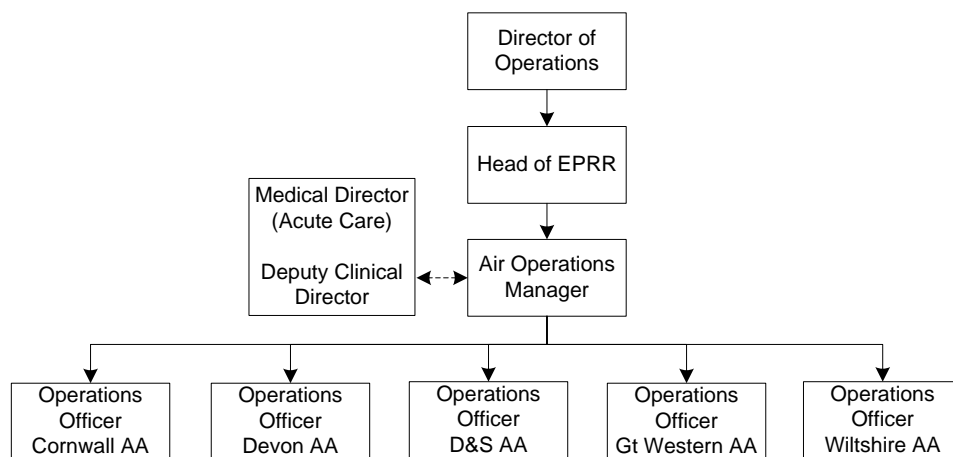 Director of
Operations
Head of EPRR
Medical Director
(Acute Care)
Deputy Clinical
Director
Air Operations
Manager
Operations
Officer
Cornwall AA
Operations
Officer
Devon AA
Operations
Officer
D&S AA
Operations
Officer
Gt Western AA
Operations
Officer
Wiltshire AA